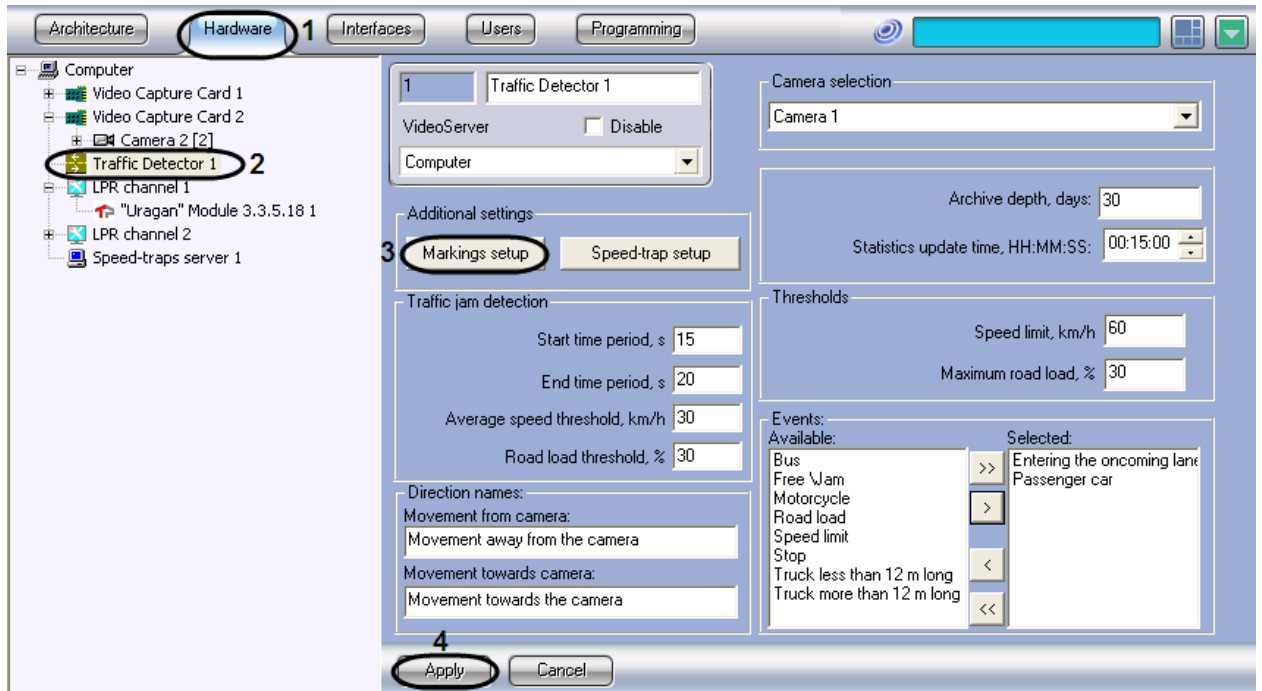 Architecture
Hardware
1
Interfaces
Users
Programming
Computer
Video Capture Card 1
Video Capture Card 2
Camera 2 [2]
Traffic Detector 1
2
LPR channel 1
"Uragan" Module 3.3.5.18 1
LPR channel 2
Speed-traps server 1
1
Traffic Detector 1
VideoServer
Disable
Computer
Additional settings
3
Markings setup
Speed-trap setup
Traffic jam detection
Start time period, s 15
End time period, s 20
Average speed threshold, km/h 30
Road load threshold, % 30
Direction names:
Movement from camera:
Movement away from the camera
Movement towards camera:
Movement towards the camera
Camera selection
Camera 1
Archive depth, days: 30
Statistics update time, HH:MM:SS: 00:15:00
Thresholds
Speed limit, km/h 60
Maximum road load, % 30
Events:
Available:
Bus
Free \Jam
Motorcycle
Road load
Speed limit
Stop
Truck less than 12 m long
Truck more than 12 m long
>>
>
<
<<
Selected:
Entering the oncoming lane
Passenger car
4
Apply
Cancel